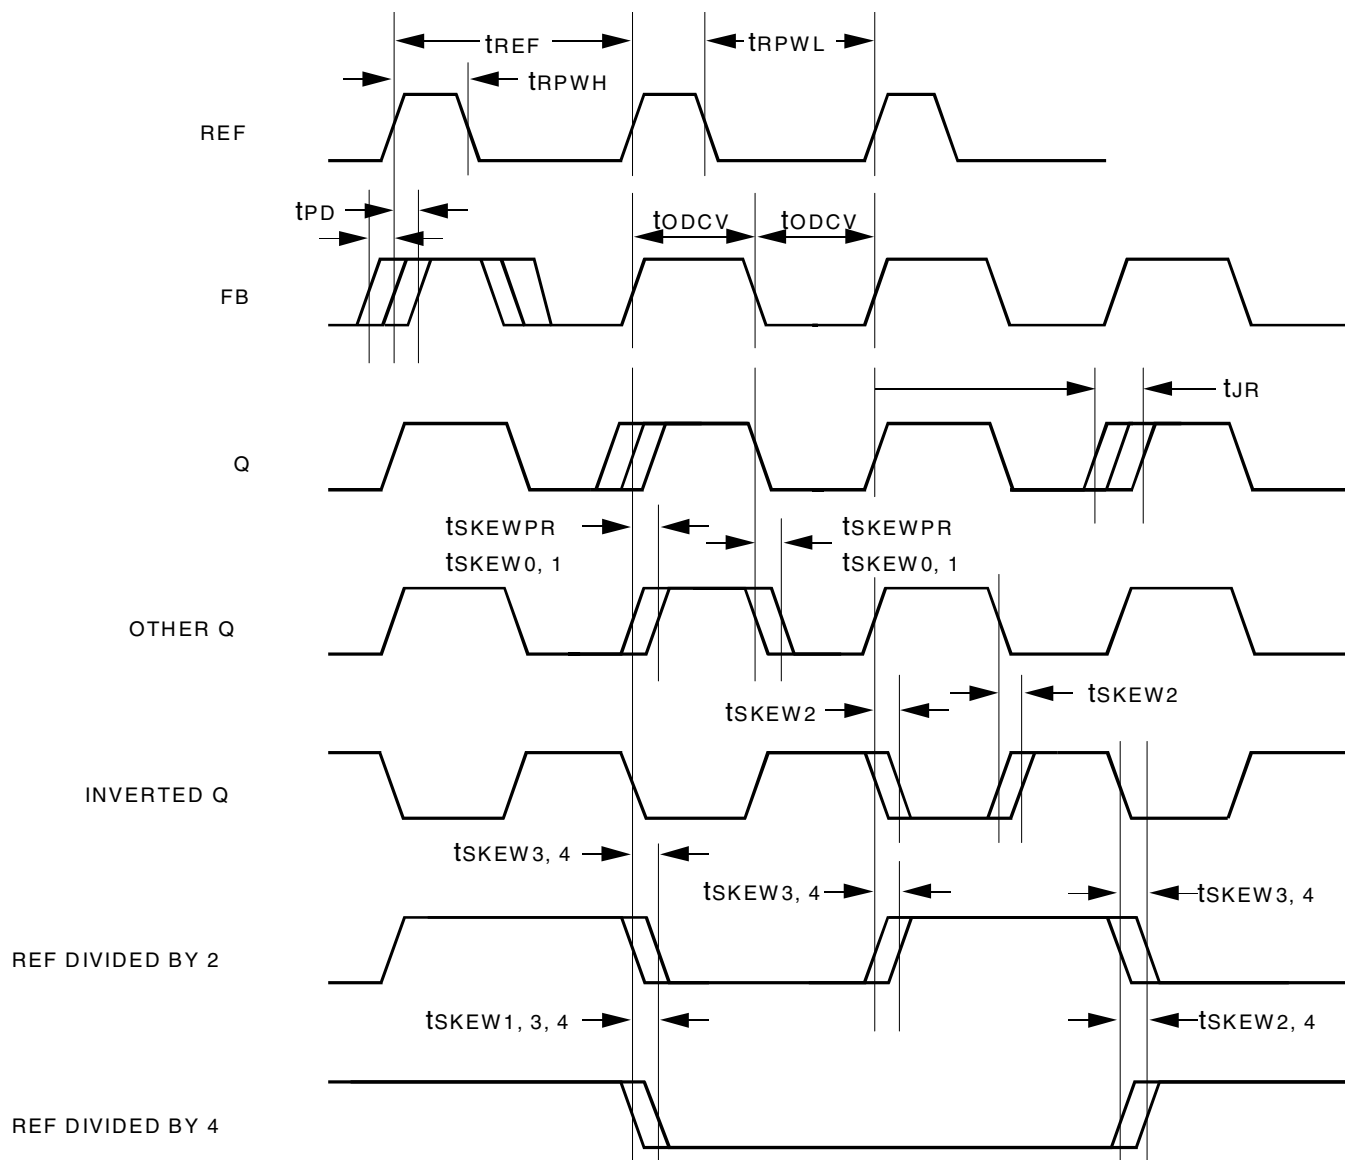 tREF
tRPWL
tRPWH
REF
tPD
tODCV tODCV
FB
tJR
Q
tSKEWPR
tSKEW0, 1
tSKEWPR
tSKEW0, 1
OTHER Q
tSKEW2
tSKEW2
INVERTED Q
tSKEW3, 4
tSKEW3, 4
tSKEW3, 4
REF DIVIDED BY 2
tSKEW1, 3, 4
tSKEW2, 4
REF DIVIDED BY 4